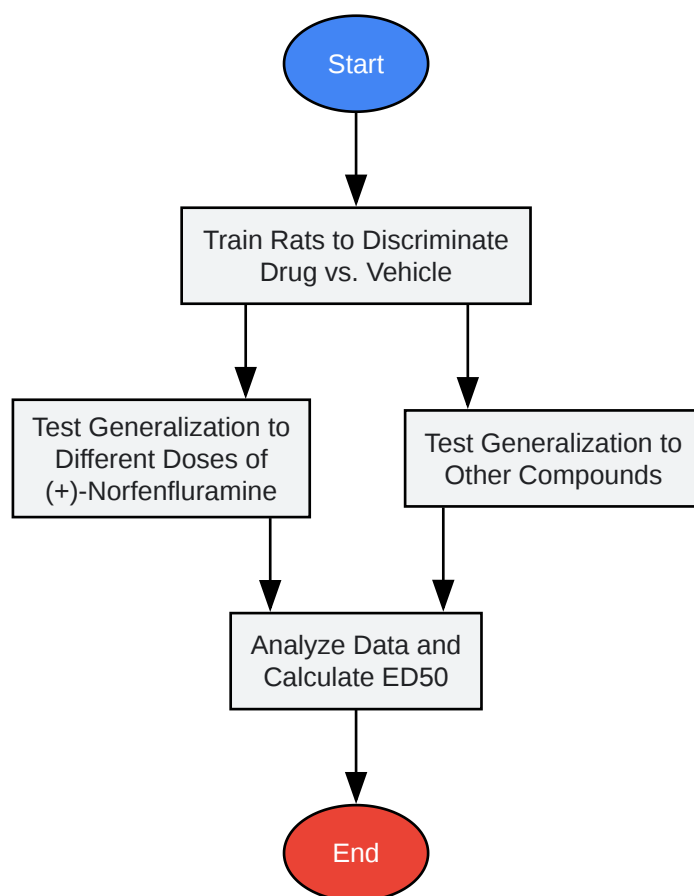 Start
Train Rats to Discriminate
Drug vs. Vehicle
Test Generalization to
Different Doses of
(+)-Norfenfluramine
Test Generalization to
Other Compounds
Analyze Data and
Calculate ED50
End